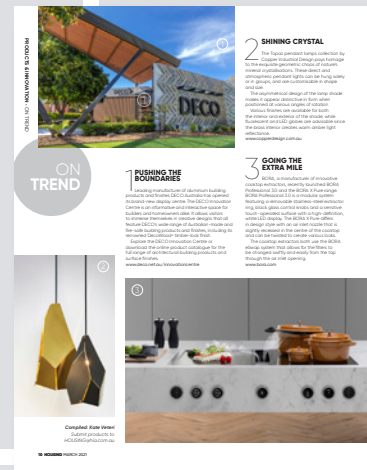 PRODUCTS & INNOVATION: ON TREND
1
1
DECO
ON
TREND
1 PUSHING THE
BOUNDARIES
Leading manufacturer of aluminium building
products and finishes, DECO Australia has opened
its brand-new display centre. The DECO Innovation
Centre is an informative and interactive space for
builders and homeowners alike. It allows visitors
to immerse themselves in creative designs that all
feature DECO's wide range of Australian-made and
fire-safe building products and finishes, including its
renowned DecoWood® timber-look finish.
Explore the DECO Innovation Centre or
download the online product catalogue for the
full range of architectural building products and
surface finishes.
www.deco.net.au/innovationcentre
2 SHINING CRYSTAL
The Topaz pendant lamps collection by
Copper Industrial Design pays homage
to the exquisite geometric chaos of nature's
mineral crystallisations. These direct and
atmospheric pendant lights can be hung solely
or in groups, and are customisable in shape
and size.
The asymmetrical design of the lamp shade
makes it appear distinctive in form when
positioned at various angles of rotation.
Various finishes are available for both
the interior and exterior of the shade, while
fluorescent and LED globes are advisable since
the brass interior creates warm amber light
reflectance.
www.copperdesign.com.au
3 GOING THE
EXTRA MILE
BORA, a manufacturer of innovative
cooktop extractors, recently launched BORA
Professional 3.0 and the BORA X Pure range.
BORA Professional 3.0 is a modular system
featuring a removable stainless-steel extractor
ring, black glass control knobs and a sensitive
touch-operated surface with a high-definition,
white LED display. The BORA X Pure differs
in design style with an air inlet nozzle that is
slightly recessed in the centre of the cooktop
and can be twisted to create various looks.
The cooktop extractors both use the BORA
eSwap system that allows for the filters to
be changed swiftly and easily from the top
through the air inlet opening.
www.bora.com
2
3
Compiled: Kate Veteri
Submit products to
HOUSING@hia.com.au
10 HOUSING MARCH 2021